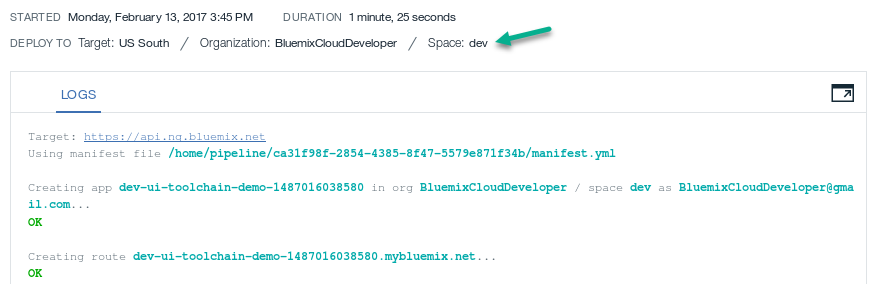 STARTED Monday, February 13, 2017 3:45 PM DURATION 1 minute, 25 seconds
DEPLOY TO Target: US South / Organization: BluemixCloudDeveloper / Space: dev
LOGS
Target: https://api.ng.bluemix.net
Using manifest file /home/pipeline/ca31f98f-2854-4385-8f47-5579e871f34b/manifest.yml
Creating app dev-ui-toolchain-demo-1487016038580 in org BluemixCloudDeveloper / space dev as BluemixCloudDeveloper@gma
il.com...
OK
Creating route dev-ui-toolchain-demo-1487016038580.mybluemix.net...
OK